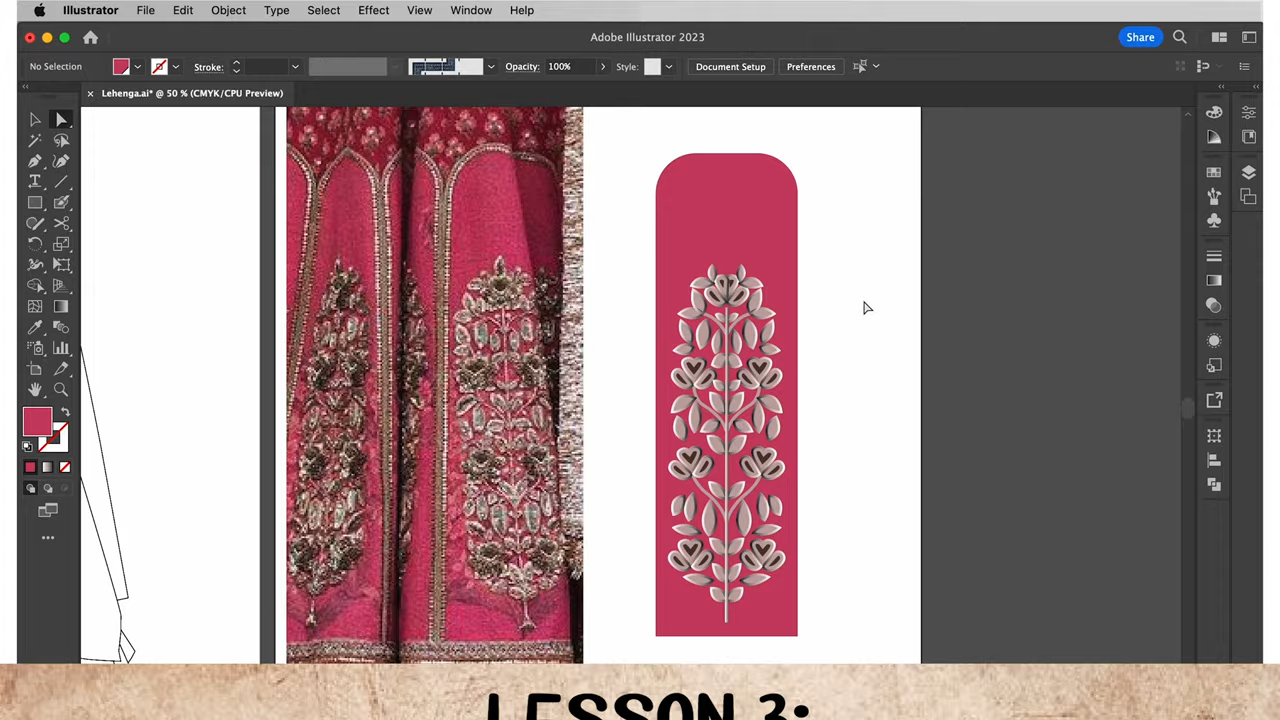 Illustrator File Edit Object Type Select Effect View Window Help
Adobe Illustrator 2023
Share
No Selection
Stroke:
Opacity: 100%
Style:
Document Setup
Preferences
× Lehenga.ai* @ 50 % (CMYK/CPU Preview)
LESSON 3: